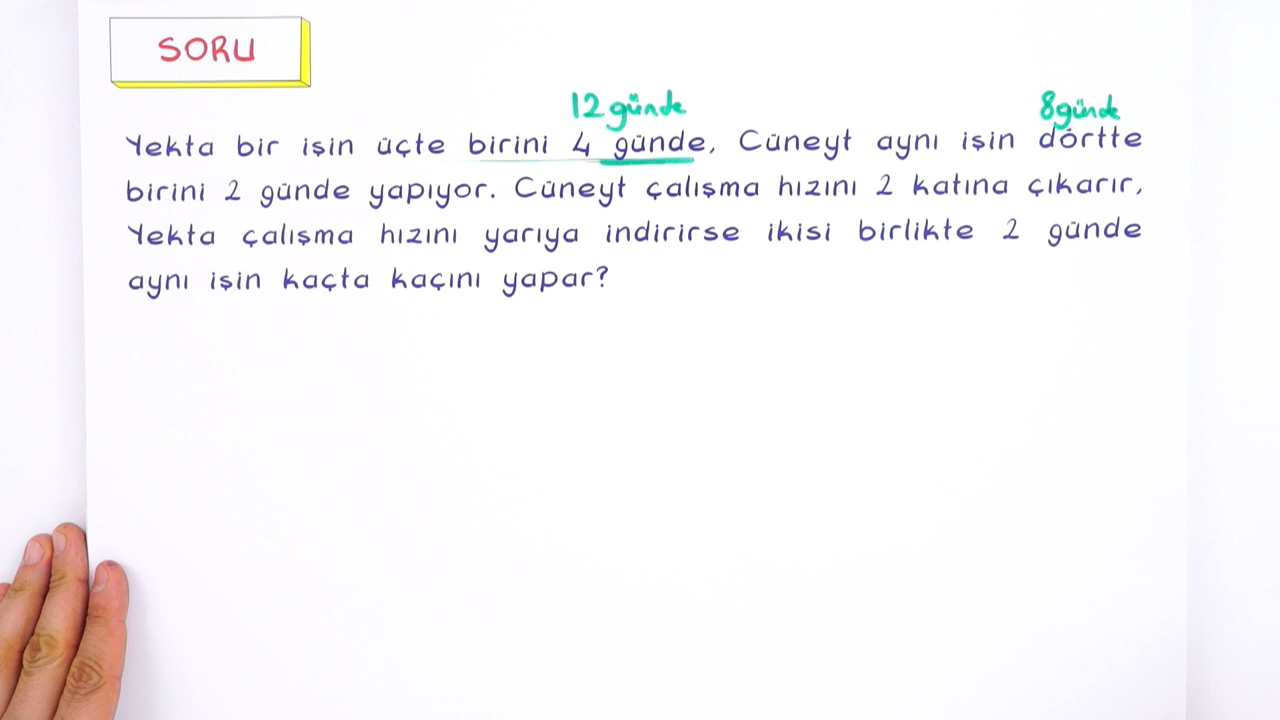 SORU
12 günde
8günde
Yekta bir işin üçte birini 4 günde, Cüneyt aynı işin dörtte
birini 2 günde yapıyor. Cüneyt çalışma hızını 2 katına çıkarır,
Yekta çalışma hızını yarıya indirirse ikisi birlikte 2 günde
aynı işin kaçta kaçını yapar?